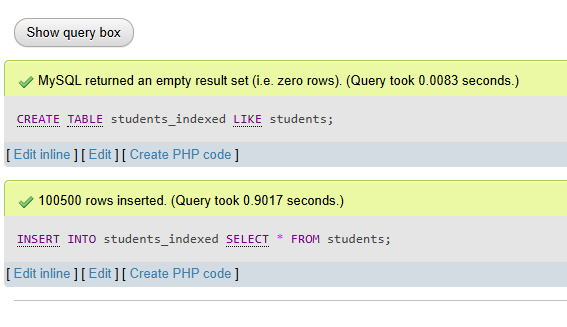 Show query box
MySQL returned an empty result set (i.e. zero rows). (Query took 0.0083 seconds.)
CREATE TABLE students_indexed LIKE students;
[ Edit inline ] [ Edit ] [ Create PHP code ]
100500 rows inserted. (Query took 0.9017 seconds.)
INSERT INTO students_indexed SELECT * FROM students;
[ Edit inline ] [ Edit ] [ Create PHP code ]